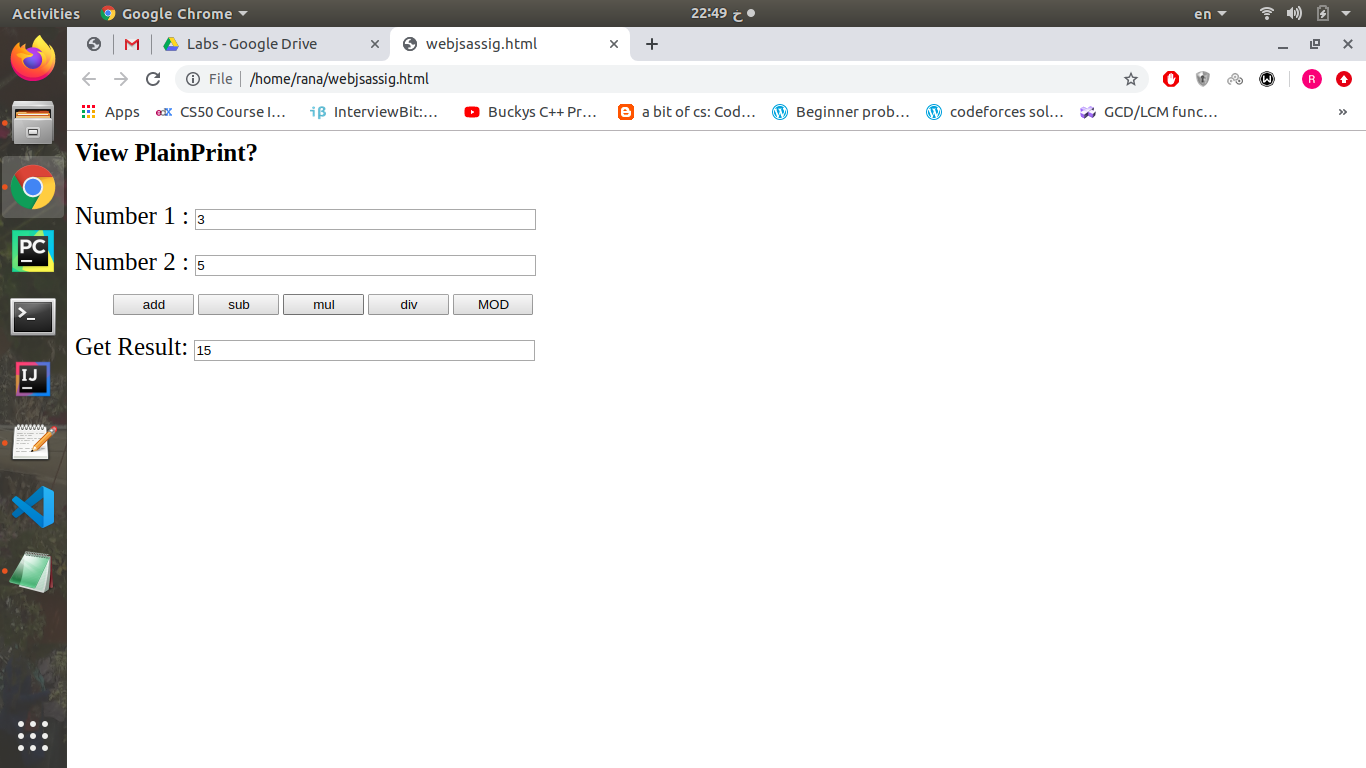 Activities Google Chrome 22:49 خ en
Labs - Google Drive webjsassig.html
File /home/rana/webjsassig.html R
Apps edX CS50 Course I… iβ InterviewBit:… Buckys C++ Pr… a bit of cs: Cod… Beginner prob… codeforces sol… GCD/LCM func… »
View PlainPrint?
Number 1 : 3
Number 2 : 5
add sub mul div MOD
Get Result: 15
PC
IJ